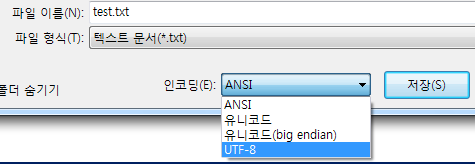 파일 이름(N): test.txt
파일 형식(T): 텍스트 문서(*.txt)
폴더 숨기기 인코딩(E): ANSI 저장(S)
ANSI
유니코드
유니코드(big endian)
UTF-8